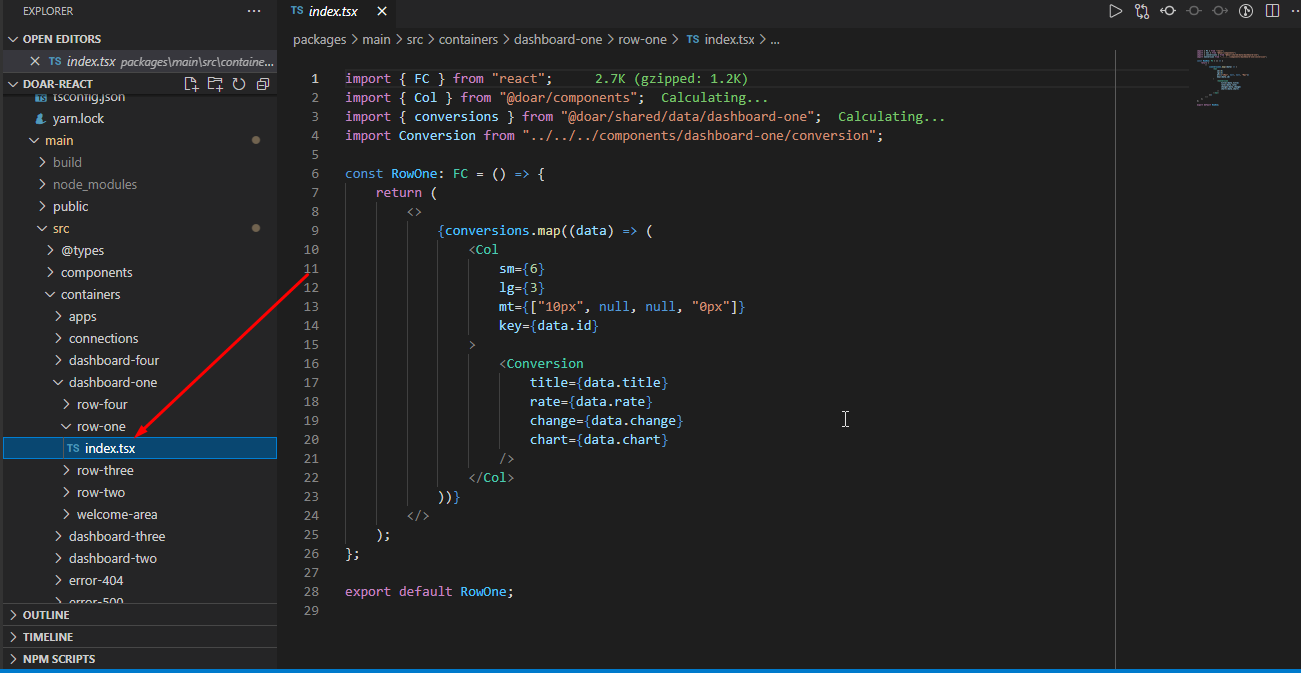 EXPLORER
OPEN EDITORS
TS index.tsx packages\main\src\containe...
DOAR-REACT
tsconfig.json
yarn.lock
main
build
node_modules
public
src
@types
components
containers
apps
connections
dashboard-four
dashboard-one
row-four
row-one
TS index.tsx
row-three
row-two
welcome-area
dashboard-three
dashboard-two
error-404
error-500
OUTLINE
TIMELINE
NPM SCRIPTS
TS index.tsx
packages > main > src > containers > dashboard-one > row-one > TS index.tsx > ...
1 import { FC } from "react"; 2.7K (gzipped: 1.2K)
2 import { Col } from "@doar/components"; Calculating...
3 import { conversions } from "@doar/shared/data/dashboard-one"; Calculating...
4 import Conversion from "../../../components/dashboard-one/conversion";
5
6 const RowOne: FC = () => {
7 return (
8 <>
9 {conversions.map((data) => (
10 <Col
11 sm={6}
12 lg={3}
13 mt={["10px", null, null, "0px"]}
14 key={data.id}
15 >
16 <Conversion
17 title={data.title}
18 rate={data.rate}
19 change={data.change}
20 chart={data.chart}
21 />
22 </Col>
23 ))}
24 </>
25 );
26 };
27
28 export default RowOne;
29